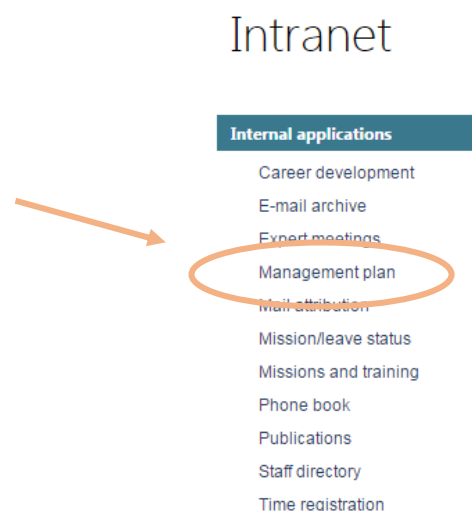 Intranet
Internal applications
Career development
E-mail archive
Expert meetings
Management plan
Mail attribution
Mission/leave status
Missions and training
Phone book
Publications
Staff directory
Time registration